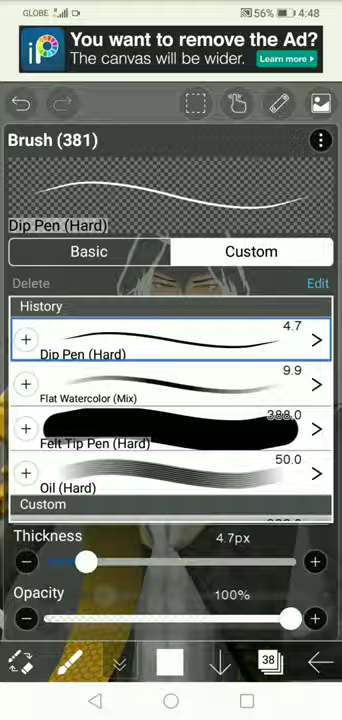 GLOBE 56% 4:48
iP You want to remove the Ad?
The canvas will be wider. Learn more
Brush (381)
Dip Pen (Hard)
Basic Custom
Delete Edit
History
4.7
Dip Pen (Hard)
9.9
Flat Watercolor (Mix)
388.0
Felt Tip Pen (Hard)
50.0
Oil (Hard)
Custom
Thickness 4.7px
Opacity 100%
38